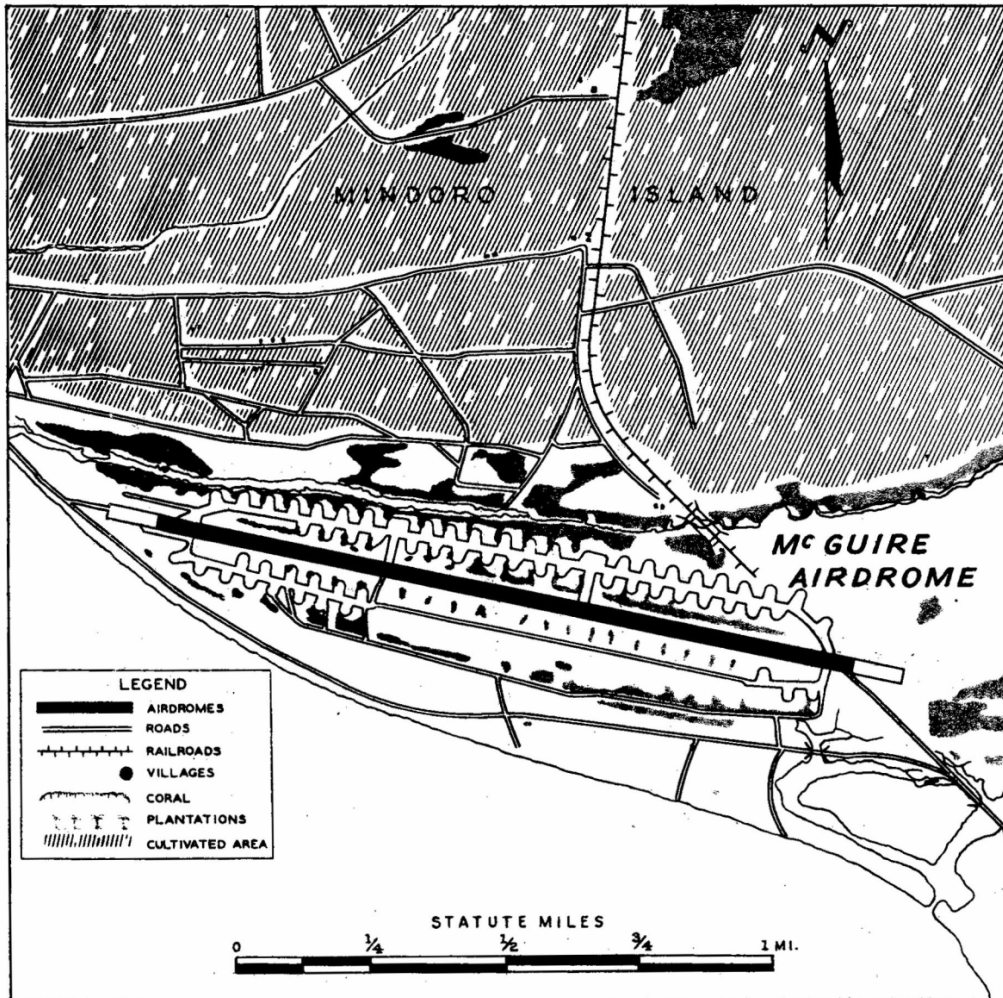 N
MINDORO ISLAND
Mc GUIRE
AIRDROME
LEGEND
AIRDROMES
ROADS
RAILROADS
VILLAGES
CORAL
PLANTATIONS
CULTIVATED AREA
STATUTE MILES
0 1/4 1/2 3/4 1 MI.